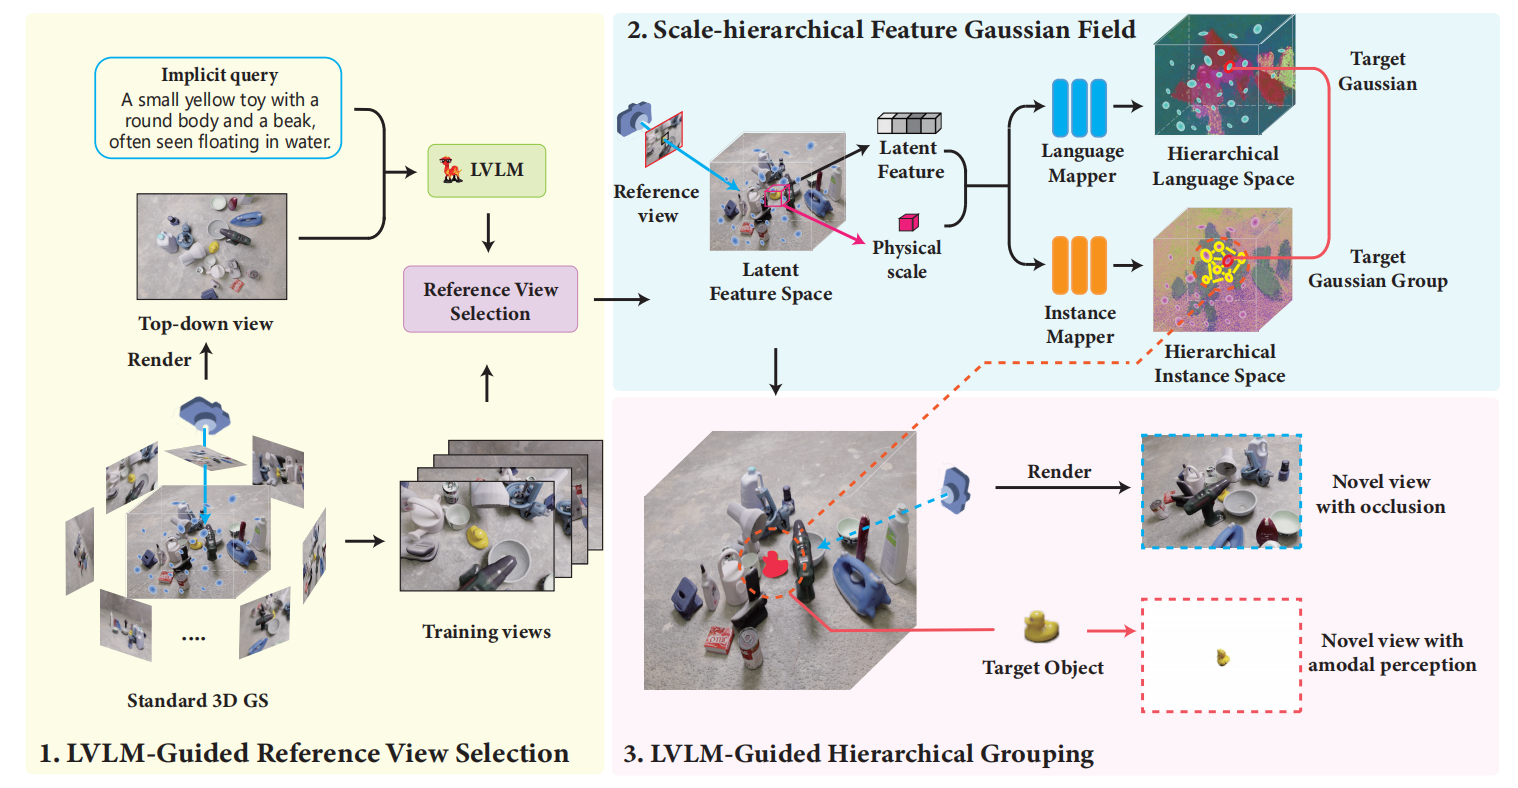 Implicit query
A small yellow toy with a
round body and a beak,
often seen floating in water.
LVLM
Top-down view
Render
Reference View
Selection
Training views
....
Standard 3D GS
1. LVLM-Guided Reference View Selection
2. Scale-hierarchical Feature Gaussian Field
Reference
view
Latent
Feature Space
Latent
Feature
Physical
scale
Language
Mapper
Instance
Mapper
Hierarchical
Language Space
Hierarchical
Instance Space
Target
Gaussian
Target
Gaussian Group
Render
Novel view
with occlusion
Target Object
Novel view with
amodal perception
3. LVLM-Guided Hierarchical Grouping